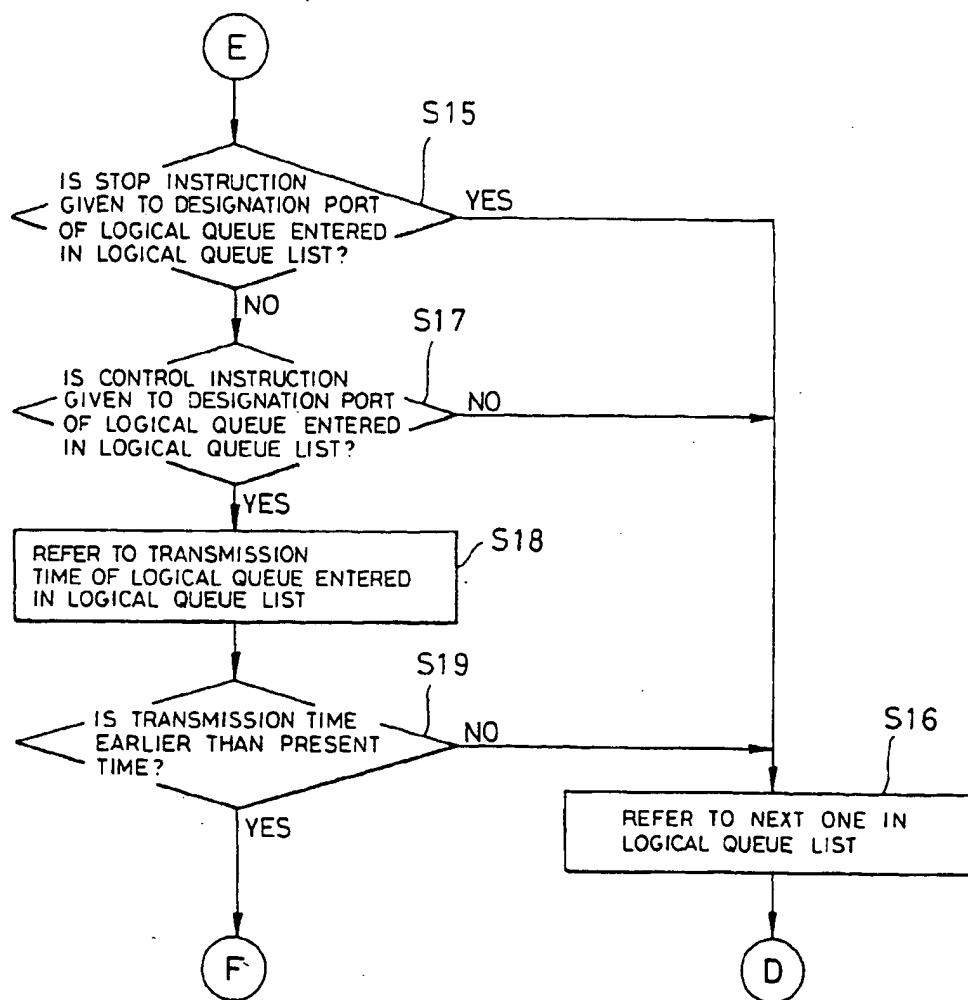 E
S15
IS STOP INSTRUCTION
GIVEN TO DESIGNATION PORT
OF LOGICAL QUEUE ENTERED
IN LOGICAL QUEUE LIST?
YES
NO
S17
IS CONTROL INSTRUCTION
GIVEN TO DESIGNATION PORT
OF LOGICAL QUEUE ENTERED
IN LOGICAL QUEUE LIST?
NO
YES
S18
REFER TO TRANSMISSION
TIME OF LOGICAL QUEUE ENTERED
IN LOGICAL QUEUE LIST
S19
IS TRANSMISSION TIME
EARLIER THAN PRESENT
TIME?
NO
YES
S16
REFER TO NEXT ONE IN
LOGICAL QUEUE LIST
F
D